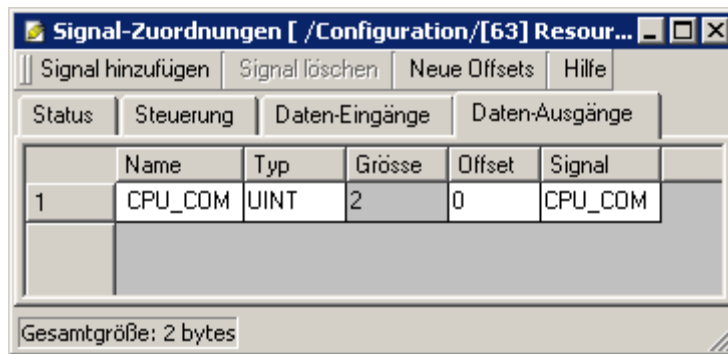 Signal-Zuordnungen [ /Configuration/[63] Resour...
Signal hinzufügen Signal löschen Neue Offsets Hilfe
Status Steuerung Daten-Eingänge Daten-Ausgänge
Name Typ Grösse Offset Signal
1 CPU_COM UINT 2 0 CPU_COM
Gesamtgröße: 2 bytes